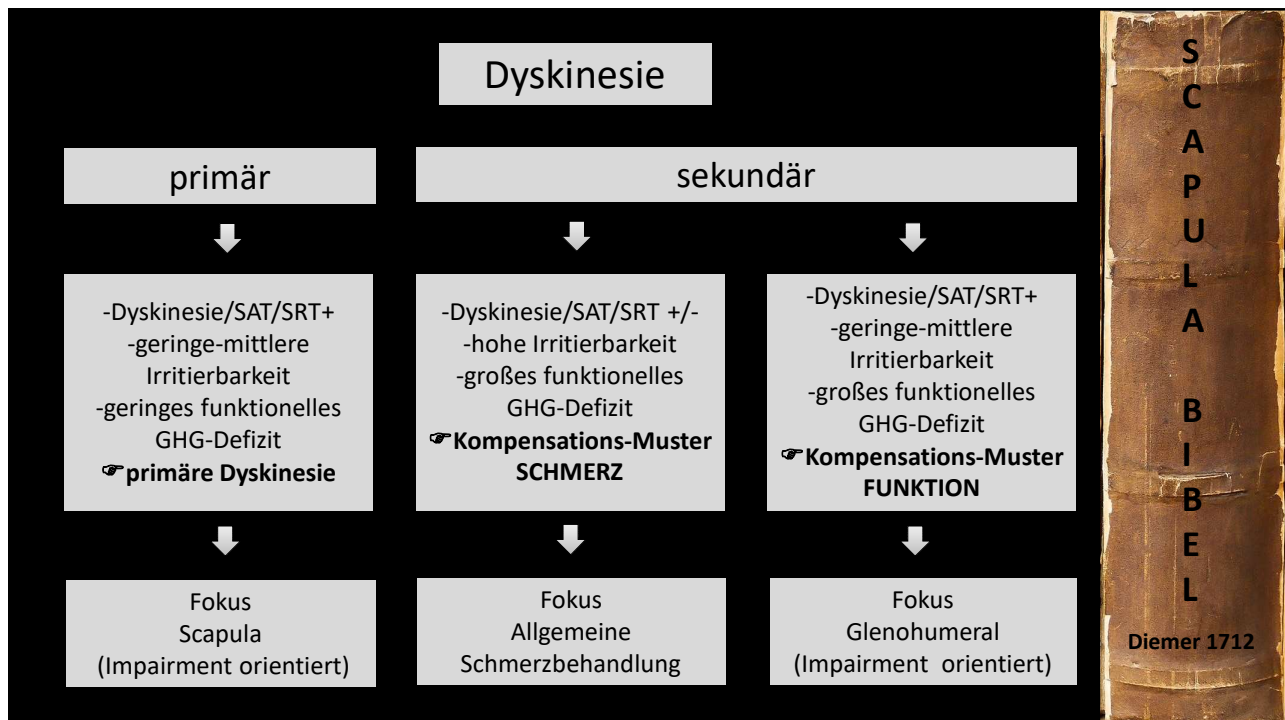 Dyskinesie
primär
sekundär
-Dyskinesie/SAT/SRT+
-geringe-mittlere
Irritierbarkeit
-geringes funktionelles
GHG-Defizit
☞primäre Dyskinesie
-Dyskinesie/SAT/SRT +/-
-hohe Irritierbarkeit
-großes funktionelles
GHG-Defizit
☞Kompensations-Muster
SCHMERZ
-Dyskinesie/SAT/SRT+
-geringe-mittlere
Irritierbarkeit
-großes funktionelles
GHG-Defizit
☞Kompensations-Muster
FUNKTION
Fokus
Scapula
(Impairment orientiert)
Fokus
Allgemeine
Schmerzbehandlung
Fokus
Glenohumeral
(Impairment orientiert)
S
C
A
P
U
L
A
B
I
B
E
L
Diemer 1712